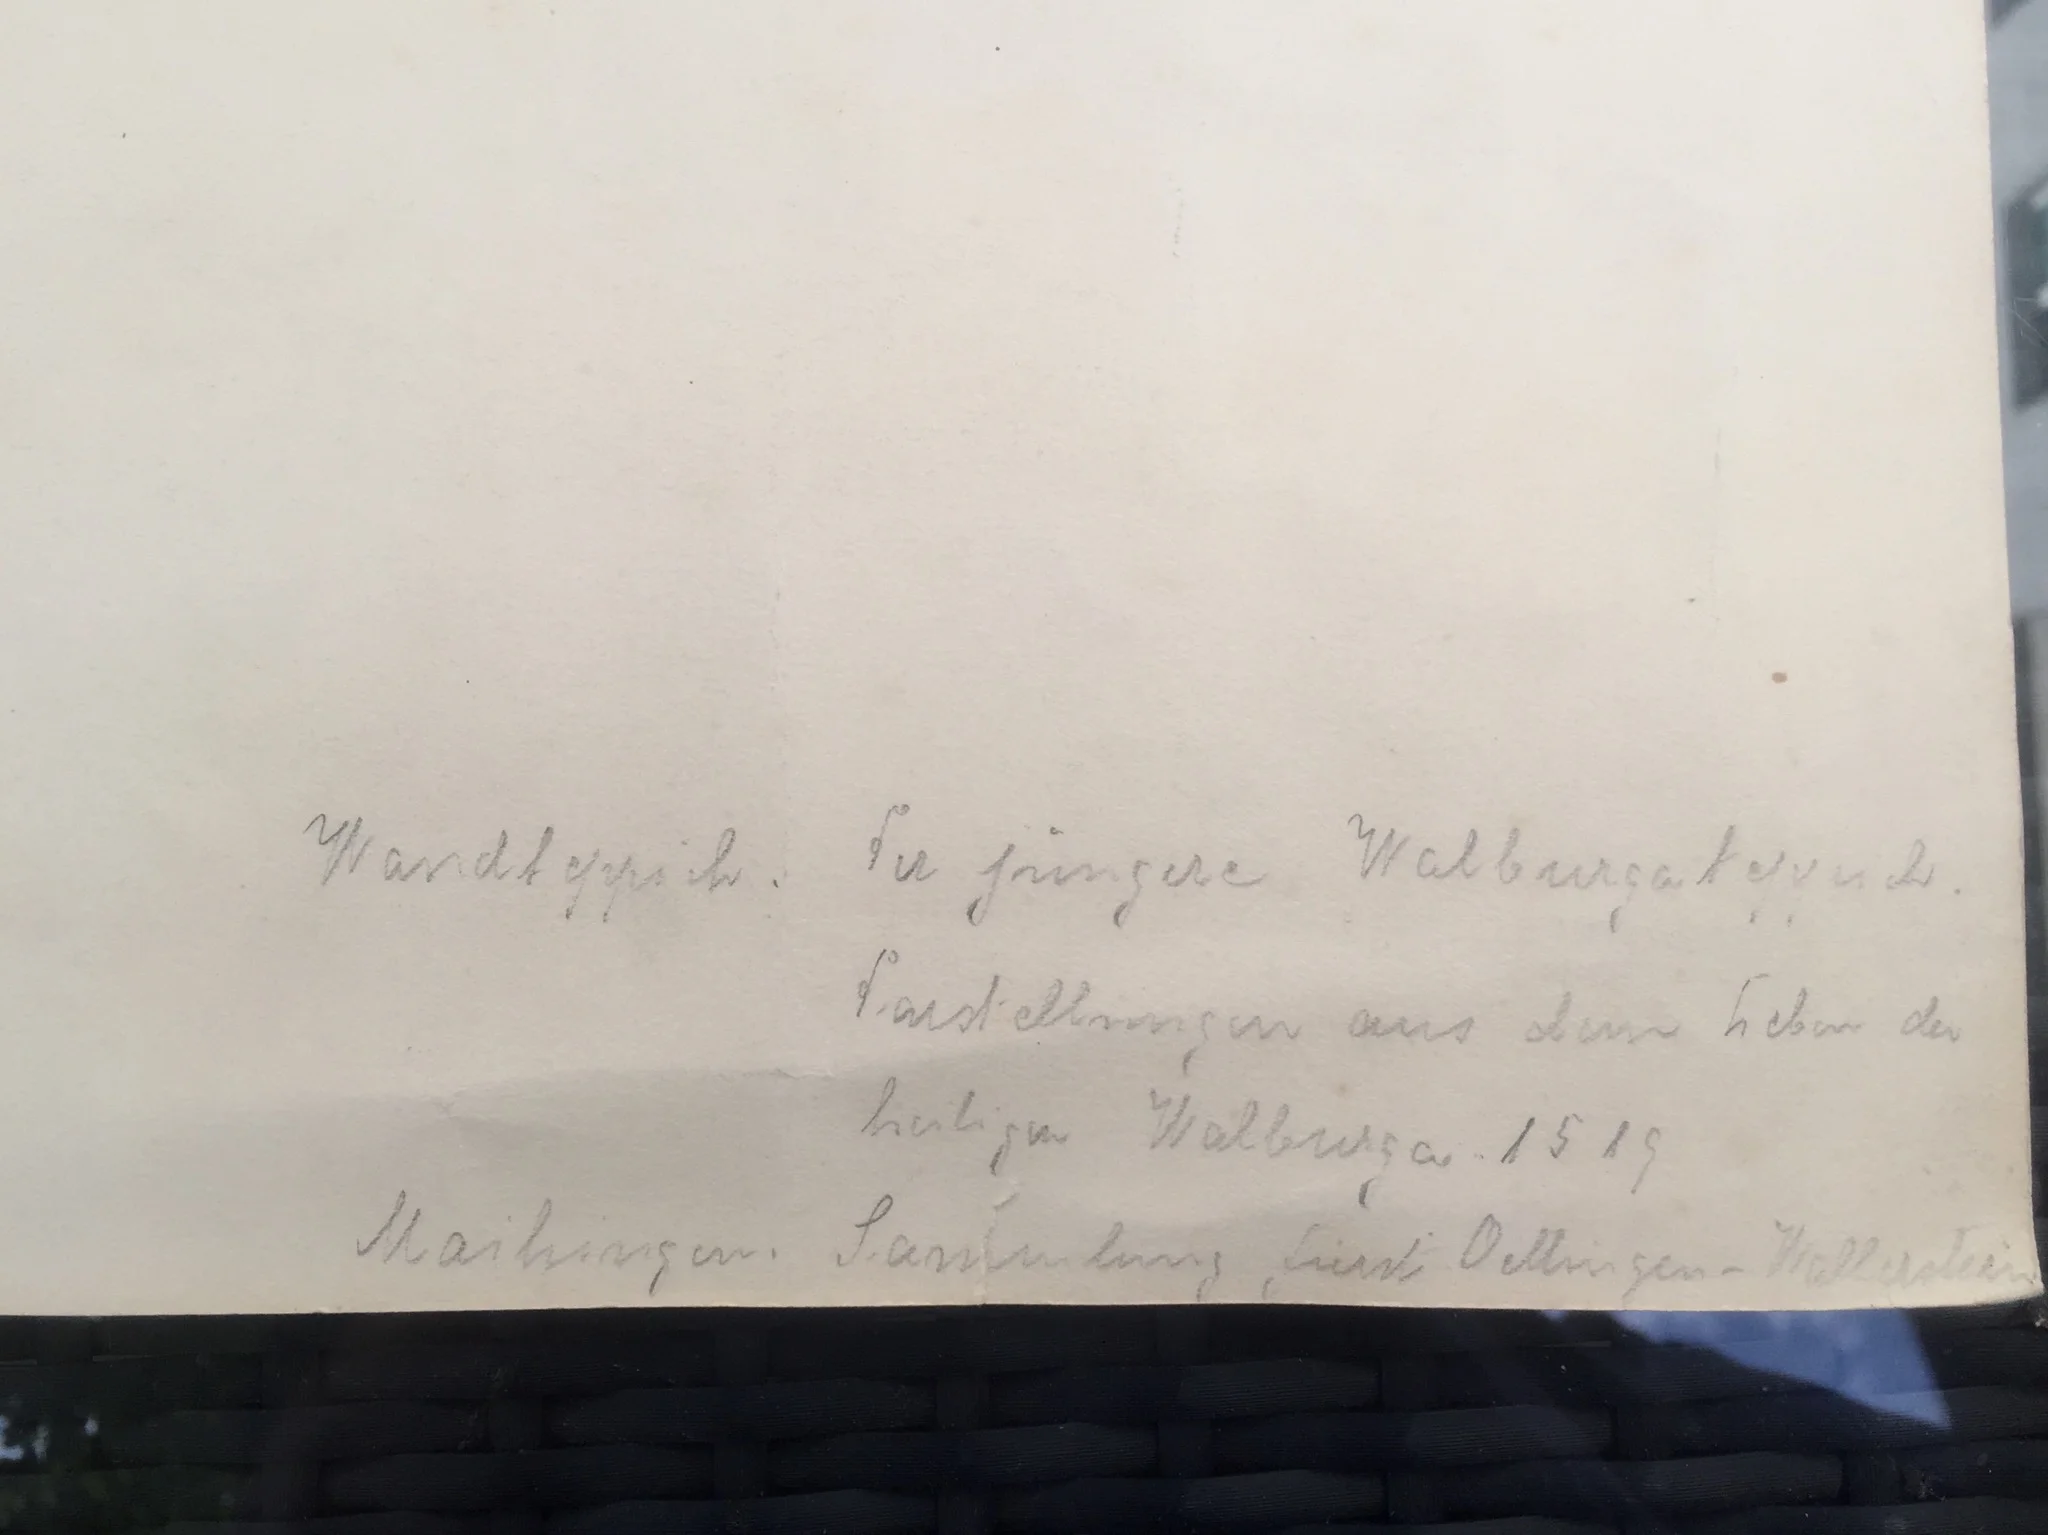 Wandteppich. Der jüngere Walburgateppich.
Darstellungen aus dem Leben der
heiligen Walburga. 1519
Maihingen. Sammlung Fürst Oettingen-Wallerstein